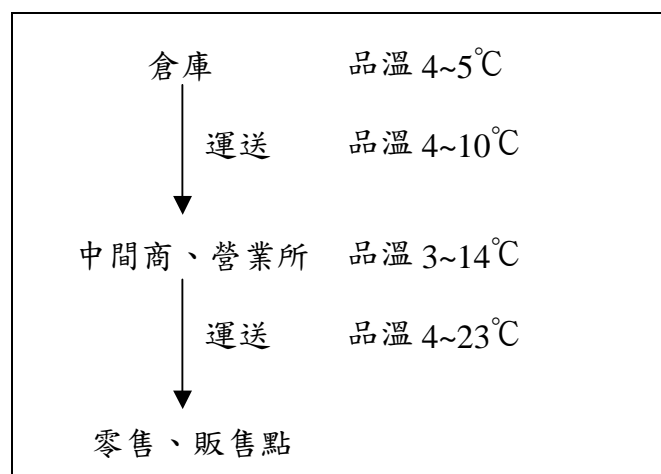 倉庫 品溫 4~5℃
運送 品溫 4~10℃
中間商、營業所 品溫 3~14℃
運送 品溫 4~23℃
零售、販售點